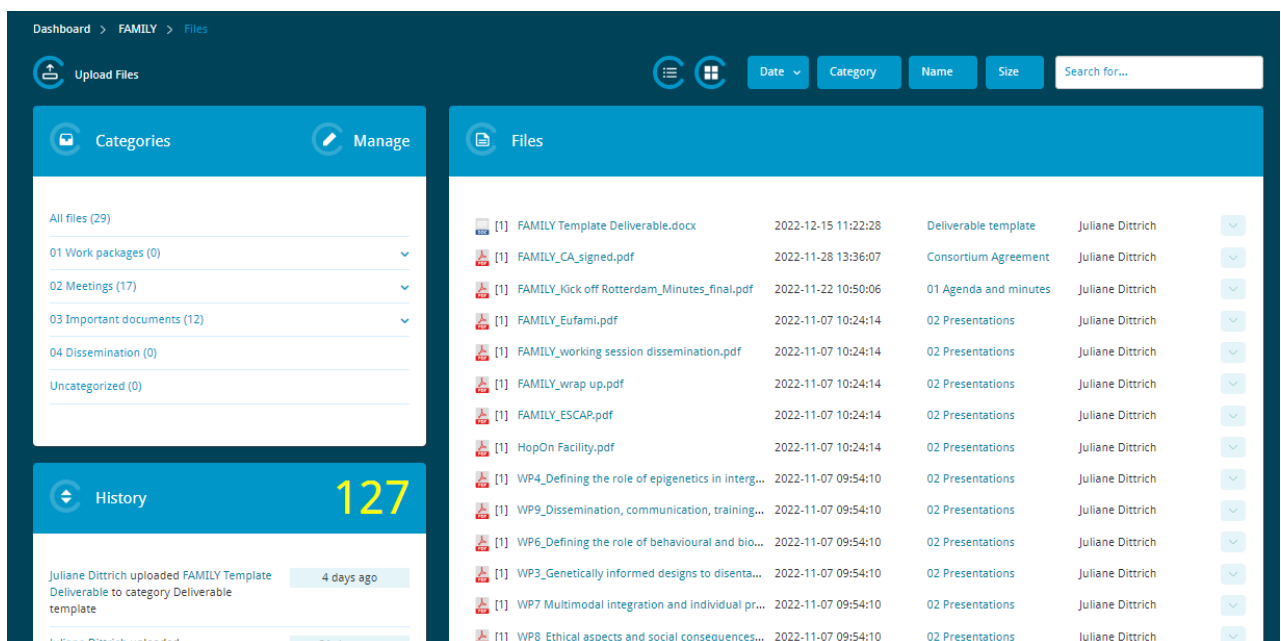 Dashboard > FAMILY > Files
Upload Files
Date
Category
Name
Size
Search for...
Categories
Manage
All files (29)
01 Work packages (0)
02 Meetings (17)
03 Important documents (12)
04 Dissemination (0)
Uncategorized (0)
History
127
Juliane Dittrich uploaded FAMILY Template
Deliverable to category Deliverable
template
4 days ago
Files
[1] FAMILY Template Deliverable.docx 2022-12-15 11:22:28 Deliverable template Juliane Dittrich
[1] FAMILY_CA_signed.pdf 2022-11-28 13:36:07 Consortium Agreement Juliane Dittrich
[1] FAMILY_Kick off Rotterdam_Minutes_final.pdf 2022-11-22 10:50:06 01 Agenda and minutes Juliane Dittrich
[1] FAMILY_Eufami.pdf 2022-11-07 10:24:14 02 Presentations Juliane Dittrich
[1] FAMILY_working session dissemination.pdf 2022-11-07 10:24:14 02 Presentations Juliane Dittrich
[1] FAMILY_wrap up.pdf 2022-11-07 10:24:14 02 Presentations Juliane Dittrich
[1] FAMILY_ESCAP.pdf 2022-11-07 10:24:14 02 Presentations Juliane Dittrich
[1] HopOn Facility.pdf 2022-11-07 10:24:14 02 Presentations Juliane Dittrich
[1] WP4_Defining the role of epigenetics in interg... 2022-11-07 09:54:10 02 Presentations Juliane Dittrich
[1] WP9_Dissemination, communication, training... 2022-11-07 09:54:10 02 Presentations Juliane Dittrich
[1] WP6_Defining the role of behavioural and bio... 2022-11-07 09:54:10 02 Presentations Juliane Dittrich
[1] WP3_Genetically informed designs to disenta... 2022-11-07 09:54:10 02 Presentations Juliane Dittrich
[1] WP7 Multimodal integration and individual pr... 2022-11-07 09:54:10 02 Presentations Juliane Dittrich
[1] WP8 Ethical aspects and social consequences... 2022-11-07 09:54:10 02 Presentations Juliane Dittrich